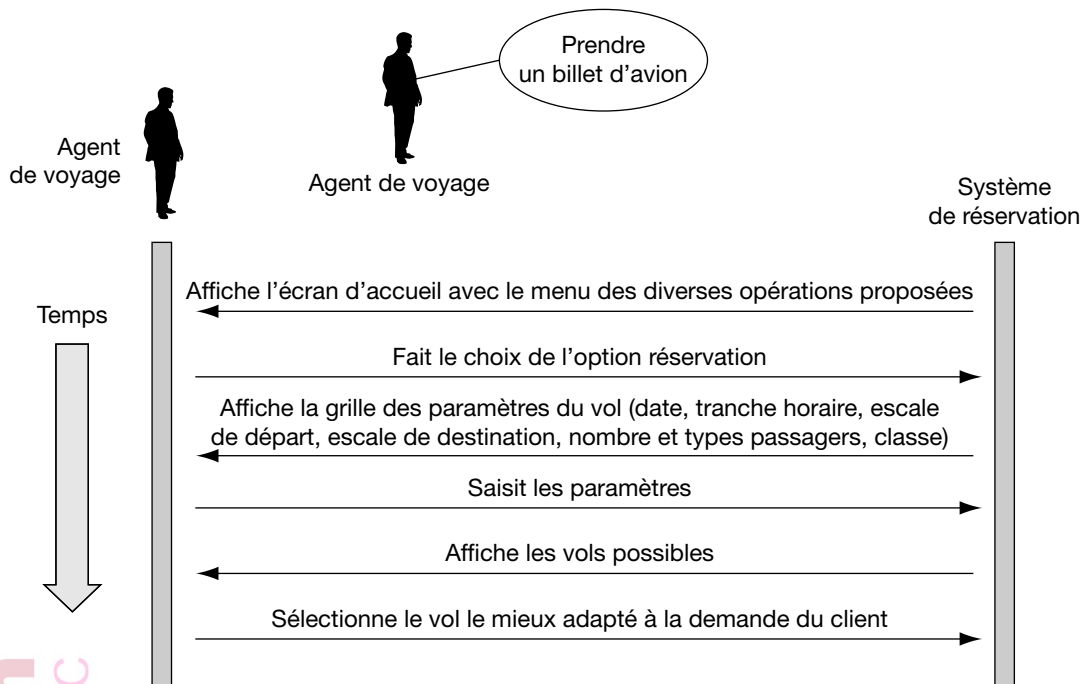 Prendre
un billet d'avion
Agent
de voyage
Agent de voyage
Système
de réservation
Temps
Affiche l'écran d'accueil avec le menu des diverses opérations proposées
Fait le choix de l'option réservation
Affiche la grille des paramètres du vol (date, tranche horaire, escale
de départ, escale de destination, nombre et types passagers, classe)
Saisit les paramètres
Affiche les vols possibles
Sélectionne le vol le mieux adapté à la demande du client